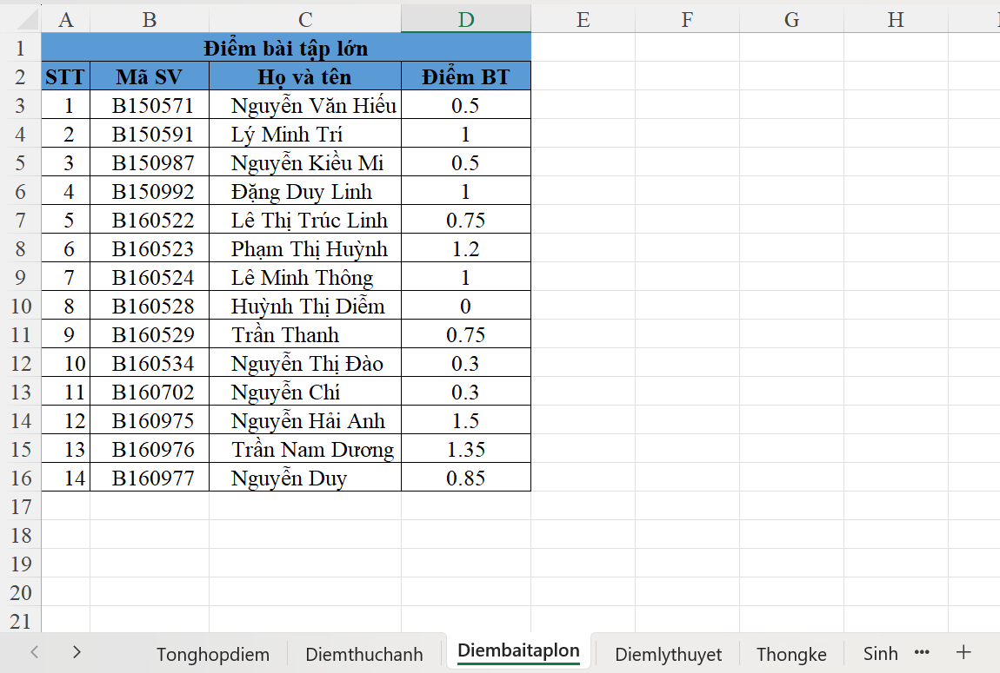 A B C D E F G H
1 Điểm bài tập lớn
2 STT Mã SV Họ và tên Điểm BT
3 1 B150571 Nguyễn Văn Hiếu 0.5
4 2 B150591 Lý Minh Trí 1
5 3 B150987 Nguyễn Kiều Mi 0.5
6 4 B150992 Đặng Duy Linh 1
7 5 B160522 Lê Thị Trúc Linh 0.75
8 6 B160523 Phạm Thị Huỳnh 1.2
9 7 B160524 Lê Minh Thông 1
10 8 B160528 Huỳnh Thị Diễm 0
11 9 B160529 Trần Thanh 0.75
12 10 B160534 Nguyễn Thị Đào 0.3
13 11 B160702 Nguyễn Chí 0.3
14 12 B160975 Nguyễn Hải Anh 1.5
15 13 B160976 Trần Nam Dương 1.35
16 14 B160977 Nguyễn Duy 0.85
17
18
19
20
21
Tonghopdiem Diemthuchanh Diembaitaplon Diemlythuyet Thongke Sinh ••• +